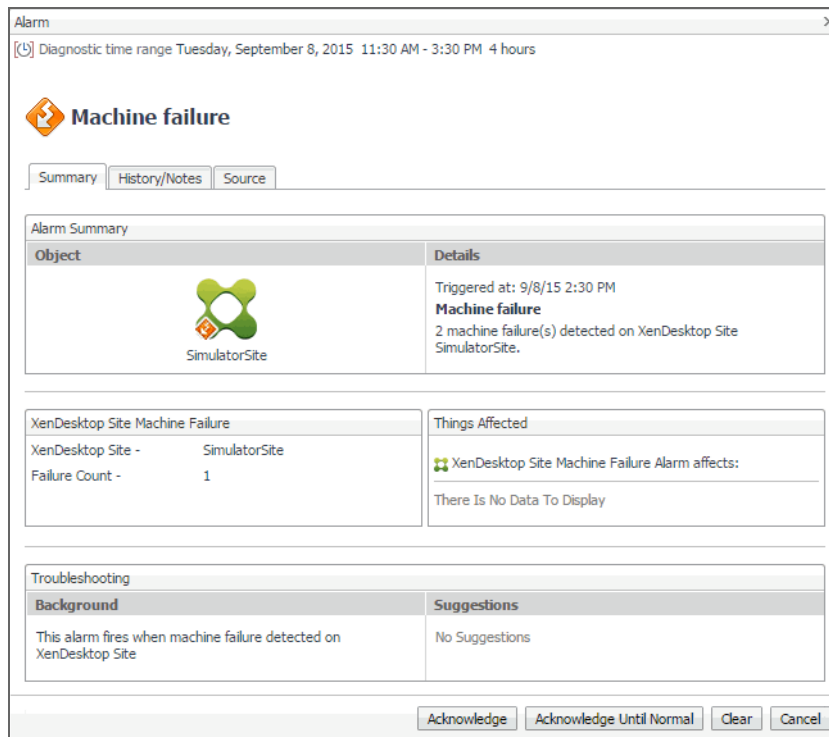 Alarm
Diagnostic time range Tuesday, September 8, 2015 11:30 AM - 3:30 PM 4 hours
Machine failure
Summary
History/Notes
Source
Alarm Summary
Object
Details
SimulatorSite
Triggered at: 9/8/15 2:30 PM
Machine failure
2 machine failure(s) detected on XenDesktop Site
SimulatorSite.
XenDesktop Site Machine Failure
XenDesktop Site - SimulatorSite
Failure Count - 1
Things Affected
XenDesktop Site Machine Failure Alarm affects:
There Is No Data To Display
Troubleshooting
Background
Suggestions
This alarm fires when machine failure detected on
XenDesktop Site
No Suggestions
Acknowledge
Acknowledge Until Normal
Clear
Cancel